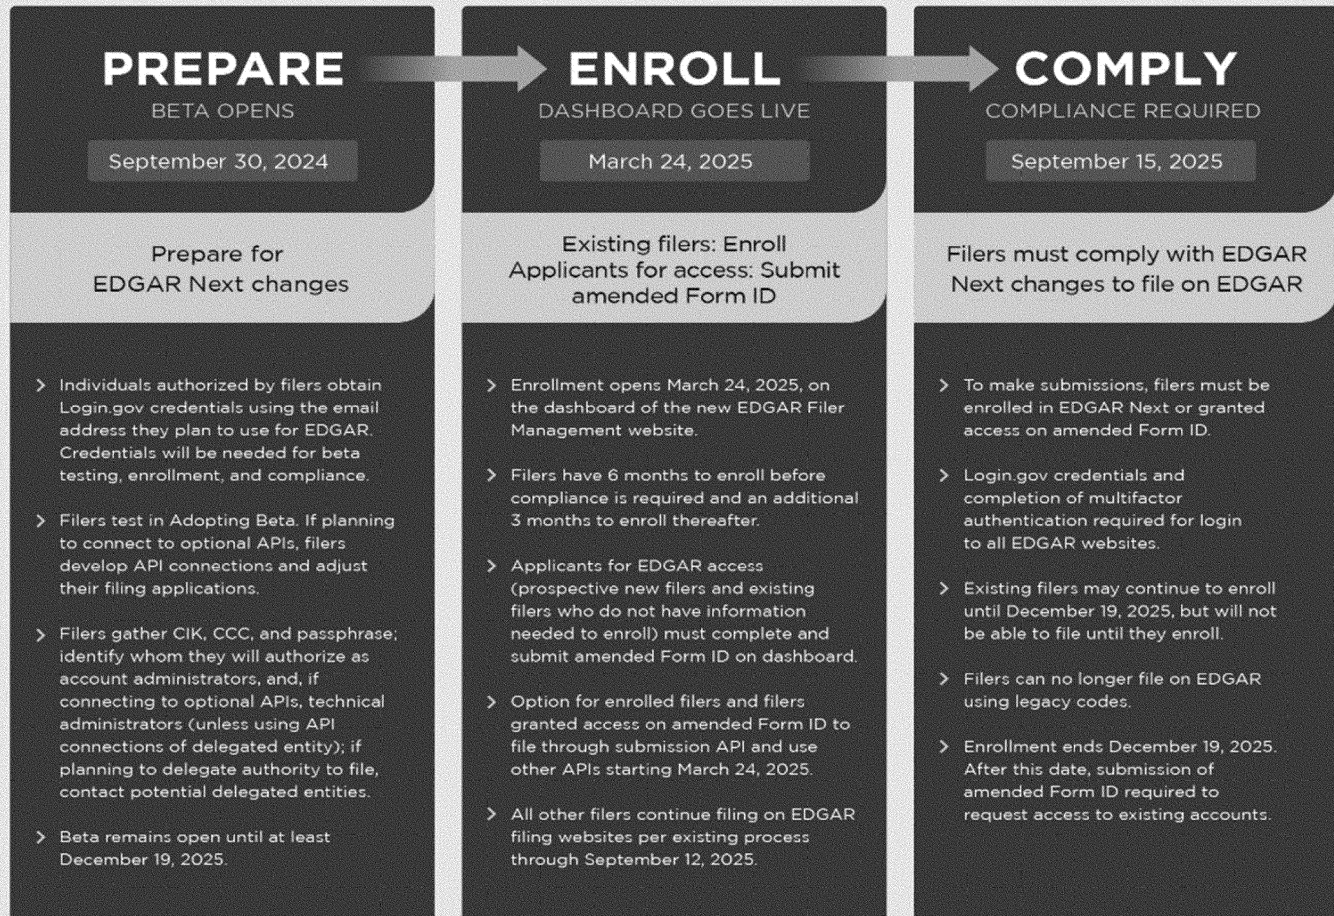 PREPARE
BETA OPENS
September 30, 2024
Prepare for
EDGAR Next changes
Individuals authorized by filers obtain
Login.gov credentials using the email
address they plan to use for EDGAR.
Credentials will be needed for beta
testing, enrollment, and compliance.
Filers test in Adopting Beta. If planning
to connect to optional APIs, filers
develop API connections and adjust
their filing applications.
Filers gather CIK, CCC, and passphrase;
identify whom they will authorize as
account administrators, and, if
connecting to optional APIs, technical
administrators (unless using API
connections of delegated entity); if
planning to delegate authority to file,
contact potential delegated entities.
Beta remains open until at least
December 19, 2025.
ENROLL
DASHBOARD GOES LIVE
March 24, 2025
Existing filers: Enroll
Applicants for access: Submit
amended Form ID
Enrollment opens March 24, 2025, on
the dashboard of the new EDGAR Filer
Management website.
Filers have 6 months to enroll before
compliance is required and an additional
3 months to enroll thereafter.
Applicants for EDGAR access
(prospective new filers and existing
filers who do not have information
needed to enroll) must complete and
submit amended Form ID on dashboard.
Option for enrolled filers and filers
granted access on amended Form ID to
file through submission API and use
other APIs starting March 24, 2025.
All other filers continue filing on EDGAR
filing websites per existing process
through September 12, 2025.
COMPLY
COMPLIANCE REQUIRED
September 15, 2025
Filers must comply with EDGAR
Next changes to file on EDGAR
To make submissions, filers must be
enrolled in EDGAR Next or granted
access on amended Form ID.
Login.gov credentials and
completion of multifactor
authentication required for login
to all EDGAR websites.
Existing filers may continue to enroll
until December 19, 2025, but will not
be able to file until they enroll.
Filers can no longer file on EDGAR
using legacy codes.
Enrollment ends December 19, 2025.
After this date, submission of
amended Form ID required to
request access to existing accounts.